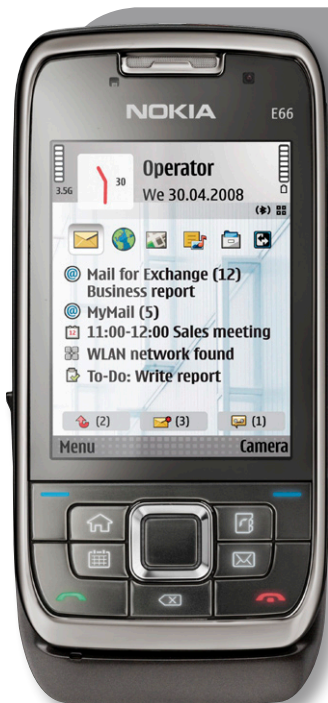 NOKIA
E66
3.5G
30
Operator
We 30.04.2008
Mail for Exchange (12)
Business report
MyMail (5)
11:00-12:00 Sales meeting
WLAN network found
To-Do: Write report
(2)
(3)
(1)
Menu
Camera